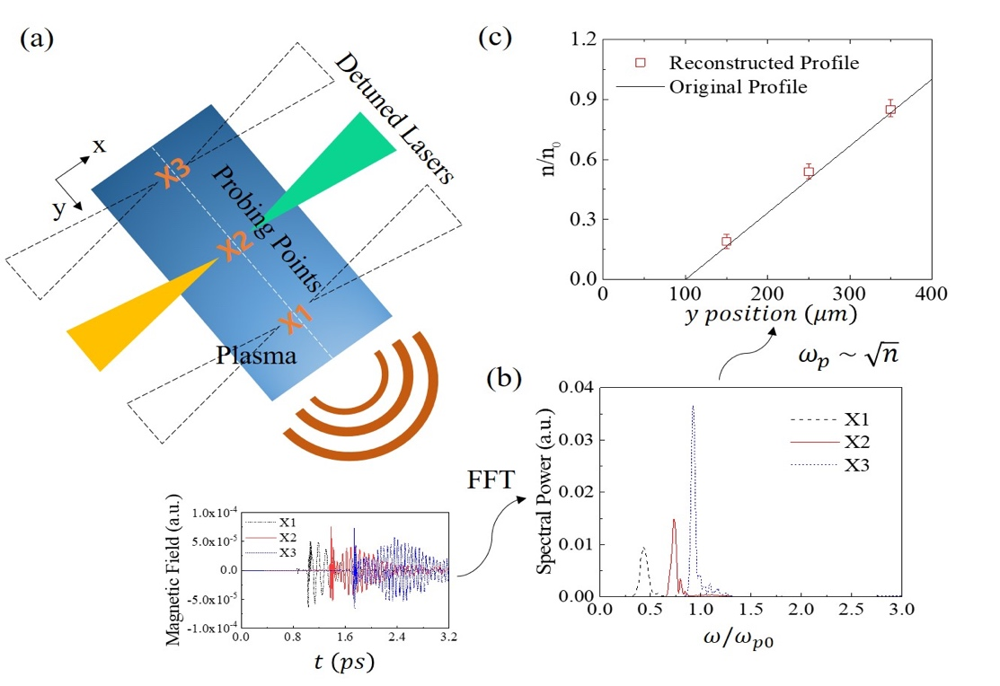 (a)
Detuned Lasers
x
y
X3
Probing Points
X2
X1
Plasma
(c)
1.2
0.9
0.6
0.3
0.0
n/n₀
Reconstructed Profile
Original Profile
0 100 200 300 400
y position (μm)
ωₚ ~ √n
(b)
0.04
0.03
0.02
0.01
0.00
Spectral Power (a.u.)
X1
X2
X3
0.0 0.5 1.0 1.5 2.0 2.5 3.0
ω/ωₚ₀
FFT
Magnetic Field (a.u.)
1.0x10⁻⁴
5.0x10⁻⁵
0.0
-5.0x10⁻⁵
-1.0x10⁻⁴
X1
X2
X3
0.0 0.8 1.6 2.4 3.2
t (ps)